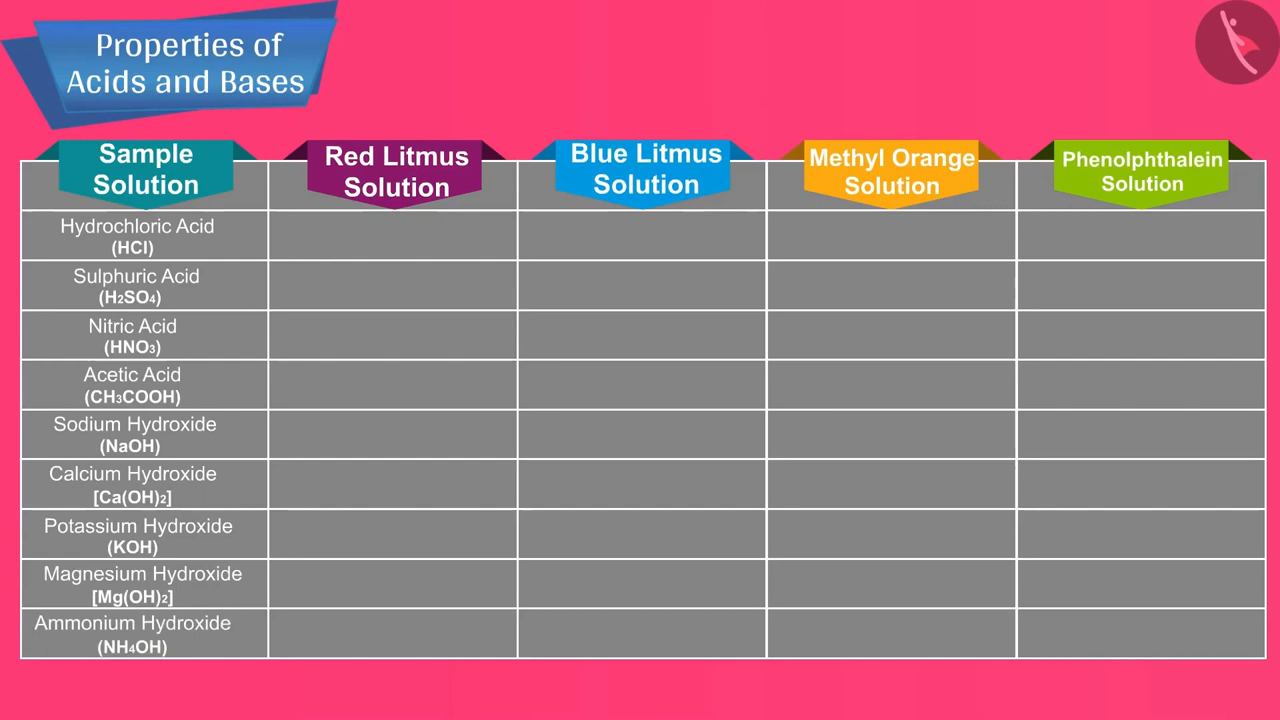 Properties of
Acids and Bases
Sample
Solution
Red Litmus
Solution
Blue Litmus
Solution
Methyl Orange
Solution
Phenolphthalein
Solution
Hydrochloric Acid
(HCl)
Sulphuric Acid
(H₂SO₄)
Nitric Acid
(HNO₃)
Acetic Acid
(CH₃COOH)
Sodium Hydroxide
(NaOH)
Calcium Hydroxide
[Ca(OH)₂]
Potassium Hydroxide
(KOH)
Magnesium Hydroxide
[Mg(OH)₂]
Ammonium Hydroxide
(NH₄OH)